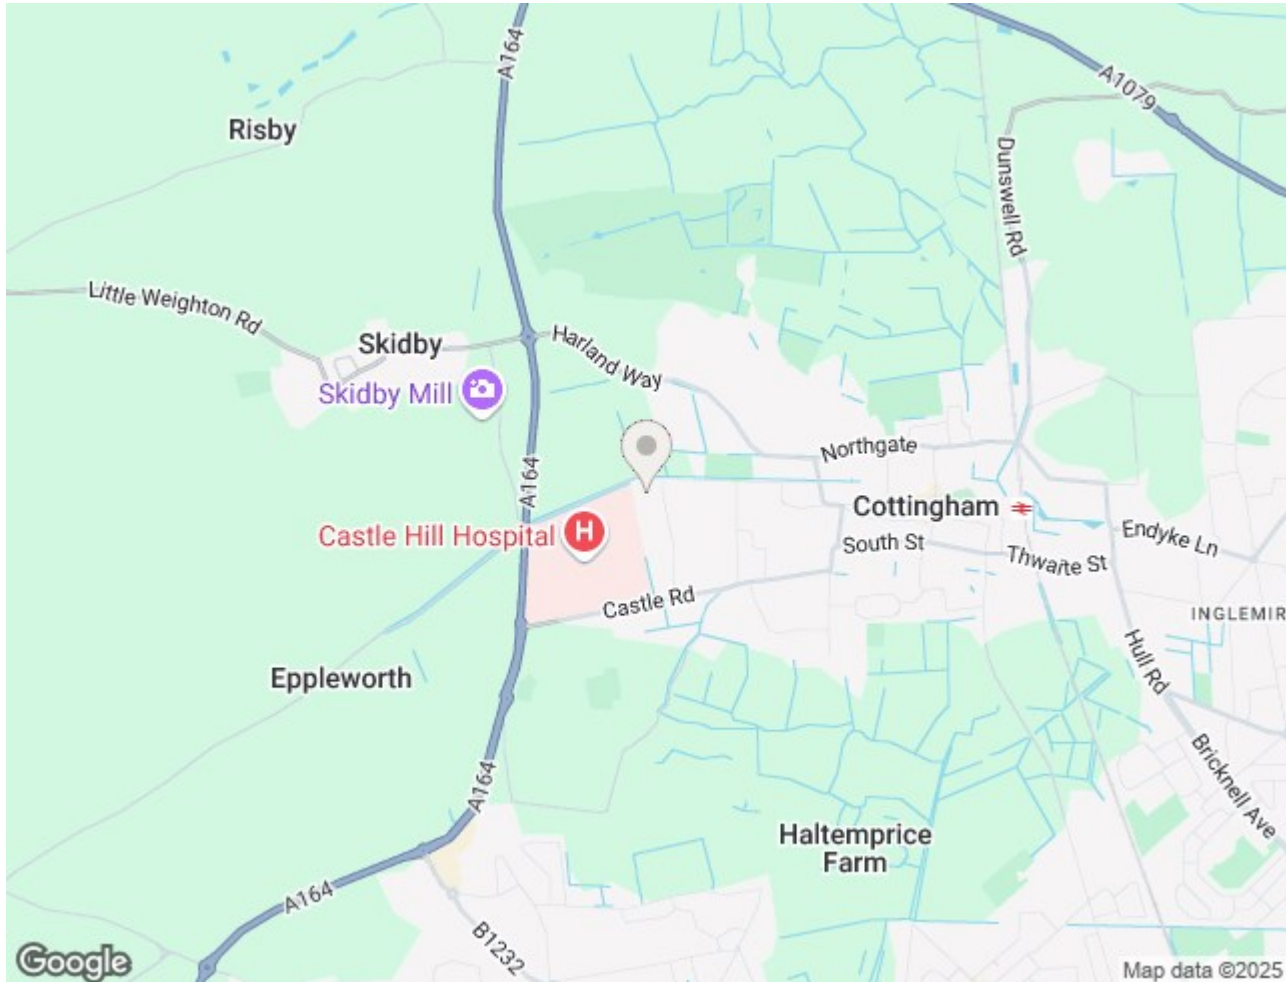 A164
A1079
Risby
Dunswell Rd
Little Weighton Rd
Skidby
Harland Way
Skidby Mill
Northgate
A164
Cottingham
Castle Hill Hospital
H
South St
Endyke Ln
Thwaite St
Castle Rd
INGLEMIR
Eppleworth
Hull Rd
A164
Bricknell Ave
Haltemprice
Farm
A164
B1232
Google
Map data ©2025